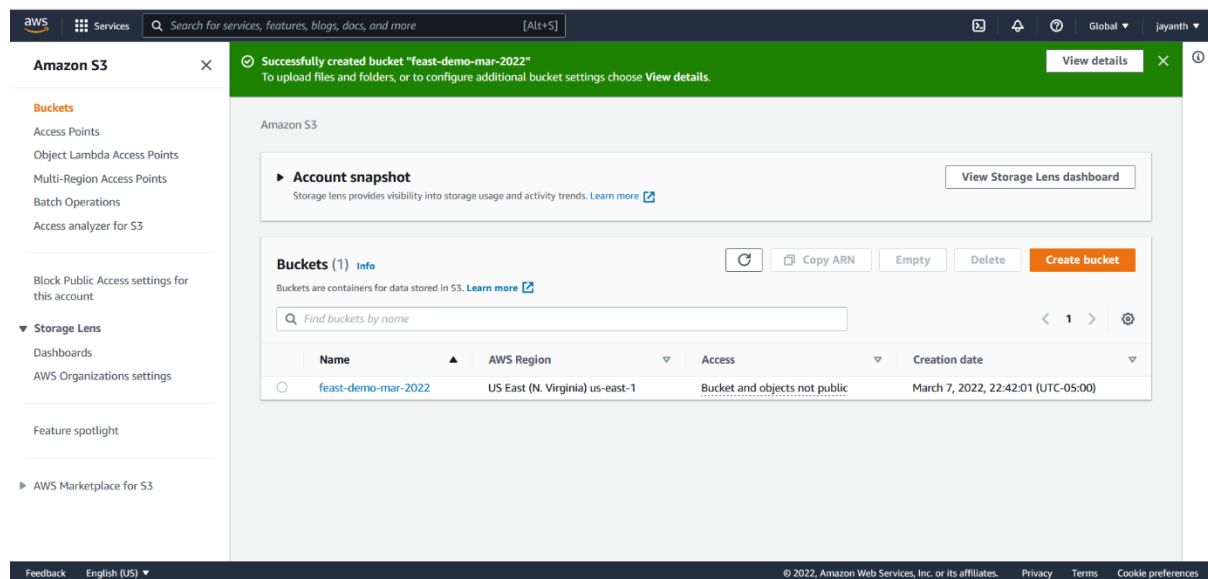 aws
Services
Search for services, features, blogs, docs, and more
[Alt+S]
Global ▼
jayanth ▼
Amazon S3
Buckets
Access Points
Object Lambda Access Points
Multi-Region Access Points
Batch Operations
Access analyzer for S3
Block Public Access settings for
this account
▼ Storage Lens
Dashboards
AWS Organizations settings
Feature spotlight
▶ AWS Marketplace for S3
Successfully created bucket "feast-demo-mar-2022"
To upload files and folders, or to configure additional bucket settings choose View details.
View details
Amazon S3
▶ Account snapshot
Storage lens provides visibility into storage usage and activity trends. Learn more
View Storage Lens dashboard
Buckets (1) Info
Buckets are containers for data stored in S3. Learn more
Copy ARN
Empty
Delete
Create bucket
Find buckets by name
< 1 >
Name ▲ AWS Region ▽ Access ▽ Creation date ▽
feast-demo-mar-2022 US East (N. Virginia) us-east-1 Bucket and objects not public March 7, 2022, 22:42:01 (UTC-05:00)
Feedback English (US) ▼ © 2022, Amazon Web Services, Inc. or its affiliates. Privacy Terms Cookie preferences